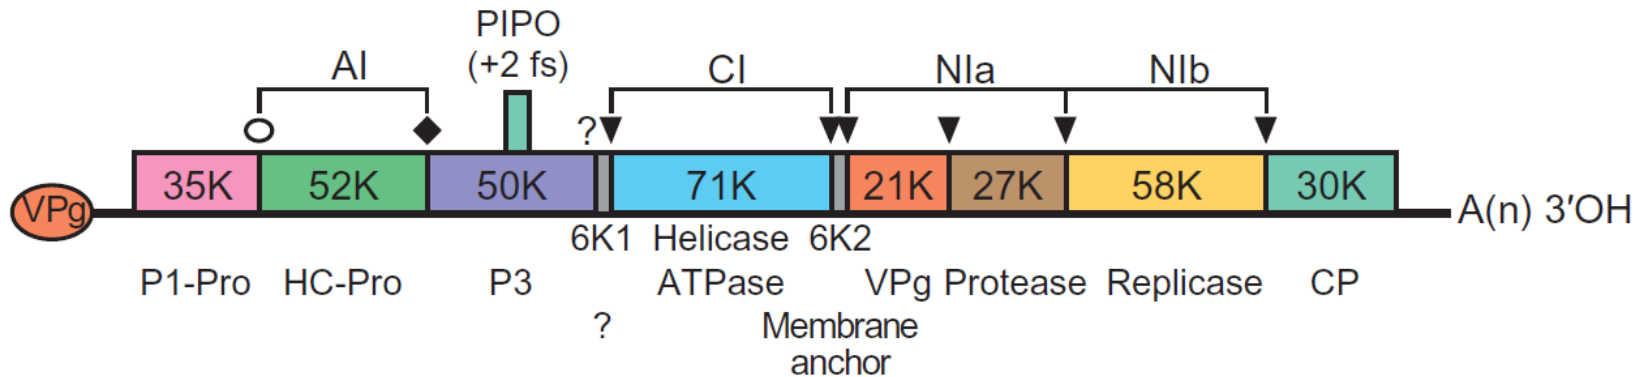 PIPO
(+2 fs)
AI
CI
NIa
NIb
?
VPg
35K
52K
50K
71K
21K
27K
58K
30K
A(n) 3′OH
6K1
Helicase
6K2
P1-Pro
HC-Pro
P3
ATPase
VPg
Protease
Replicase
CP
?
Membrane
anchor